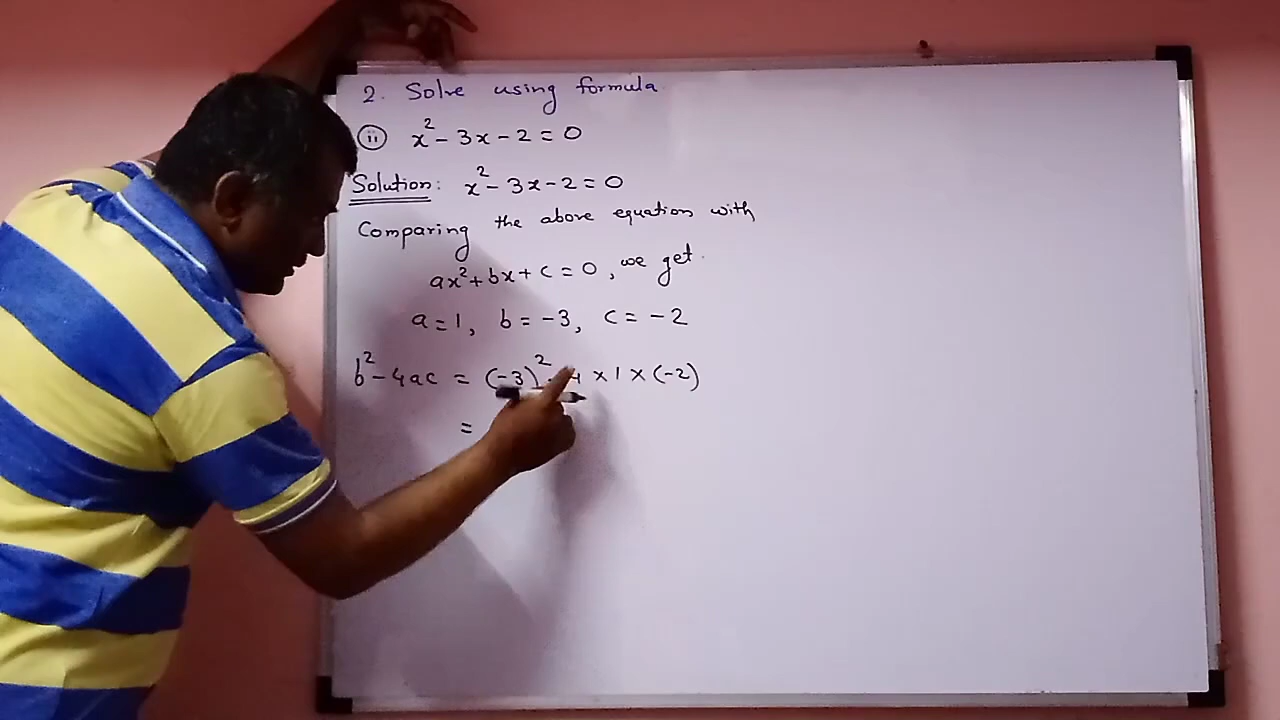 2. Solve using formula
(ii) x² - 3x - 2 = 0
Solution: x² - 3x - 2 = 0
Comparing the above equation with
ax² + bx + c = 0, we get.
a = 1, b = -3, c = -2
b² - 4ac = (-3)² - 4 × 1 × (-2)
=